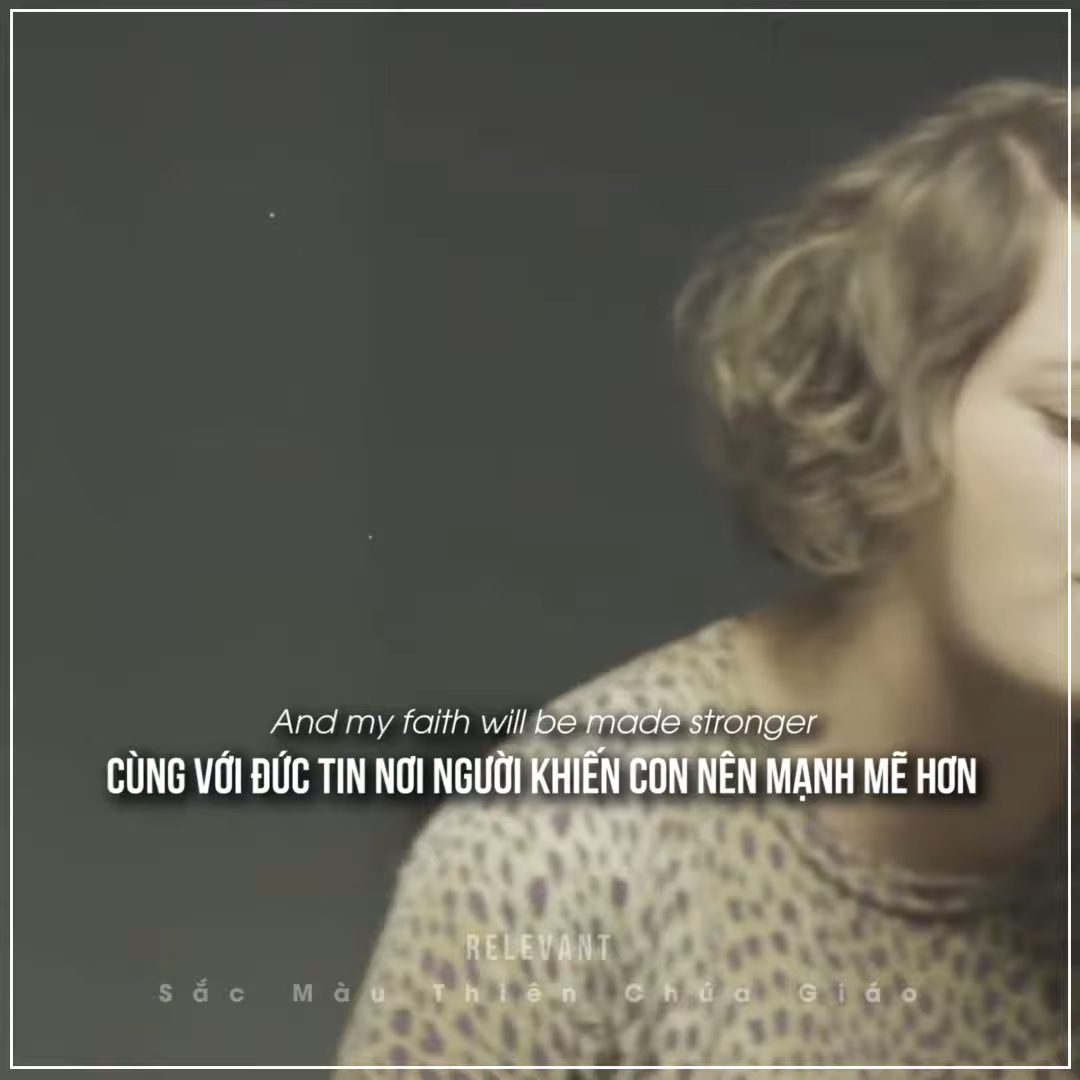 And my faith will be made stronger
CÙNG VỚI ĐỨC TIN NƠI NGƯỜI KHIẾN CON NÊN MẠNH MẼ HƠN
RELEVANT
Sắc Màu Thiên Chúa Giáo